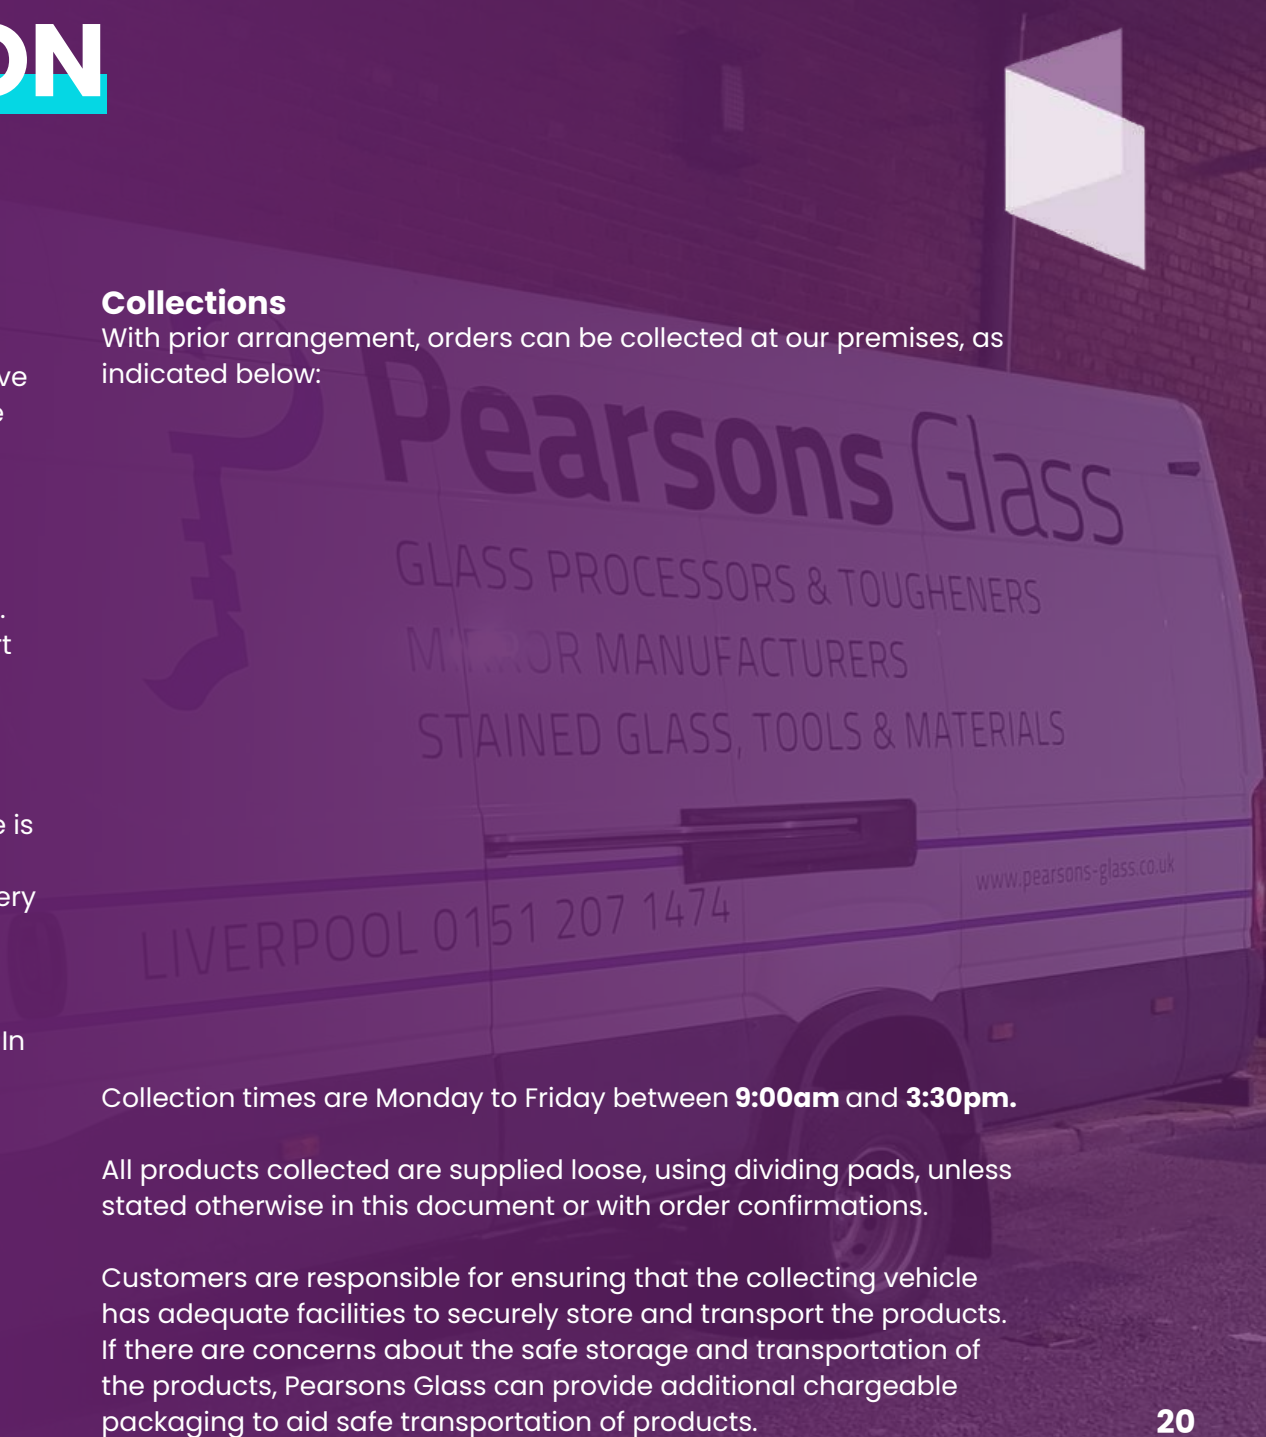 ON
ve
e
.
t
e is
ery
In
Collections
With prior arrangement, orders can be collected at our premises, as
indicated below:
Pearsons Glass
GLASS PROCESSORS & TOUGHENERS
MIRROR MANUFACTURERS
STAINED GLASS, TOOLS & MATERIALS
www.pearsons-glass.co.uk
LIVERPOOL 0151 207 1474
Collection times are Monday to Friday between 9:00am and 3:30pm.
All products collected are supplied loose, using dividing pads, unless
stated otherwise in this document or with order confirmations.
Customers are responsible for ensuring that the collecting vehicle
has adequate facilities to securely store and transport the products.
If there are concerns about the safe storage and transportation of
the products, Pearsons Glass can provide additional chargeable
packaging to aid safe transportation of products.
20